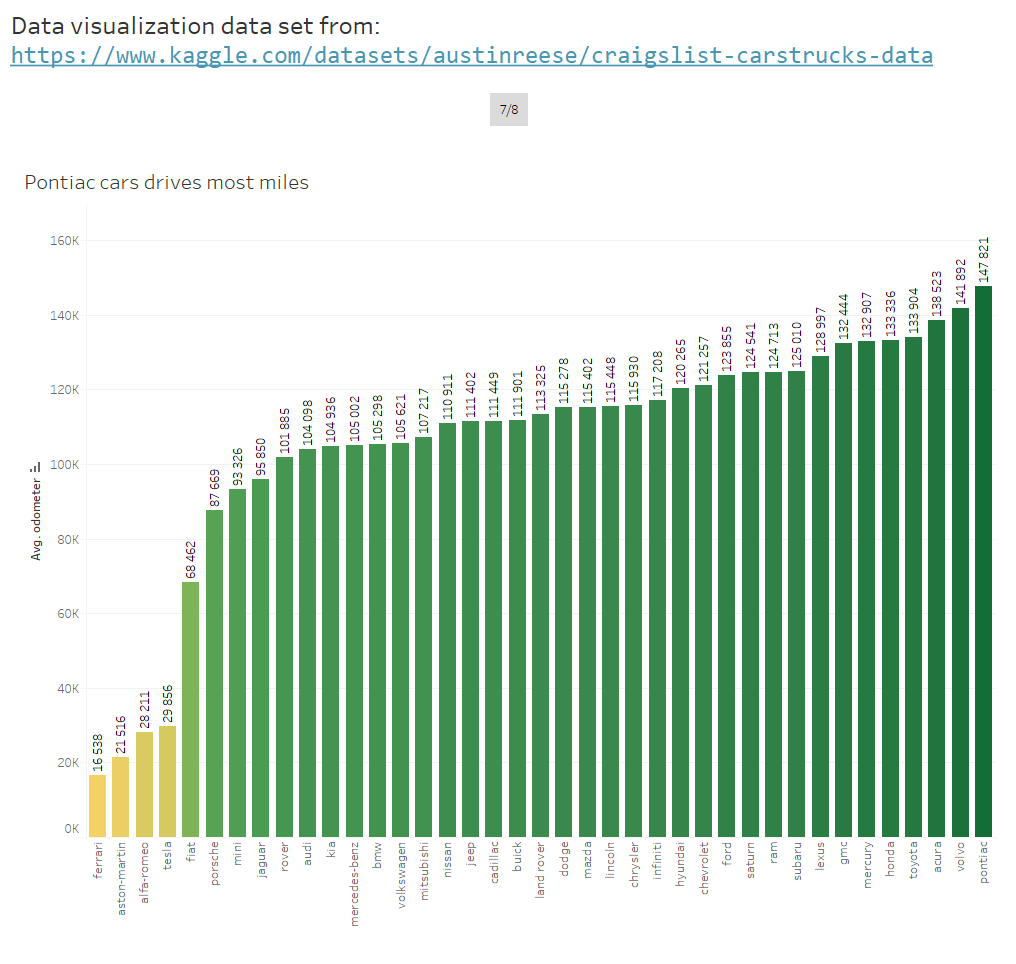 Data visualization data set from:
https://www.kaggle.com/datasets/austinreese/craigslist-carstrucks-data
7/8
Pontiac cars drives most miles
Avg. odometer
160K
140K
120K
100K
80K
60K
40K
20K
0K
16 538
21 516
28 211
29 856
68 462
87 669
93 326
95 850
101 885
104 098
104 936
105 002
105 298
105 621
107 217
110 911
111 402
111 449
111 901
113 325
115 278
115 402
115 448
115 930
117 208
120 265
121 257
123 855
124 541
124 713
125 010
128 997
132 444
132 907
133 336
133 904
138 523
141 892
147 821
ferrari
aston-martin
alfa-romeo
tesla
fiat
porsche
mini
jaguar
rover
audi
kia
mercedes-benz
bmw
volkswagen
mitsubishi
nissan
jeep
cadillac
buick
land rover
dodge
mazda
lincoln
chrysler
infiniti
hyundai
chevrolet
ford
saturn
ram
subaru
lexus
gmc
mercury
honda
toyota
acura
volvo
pontiac